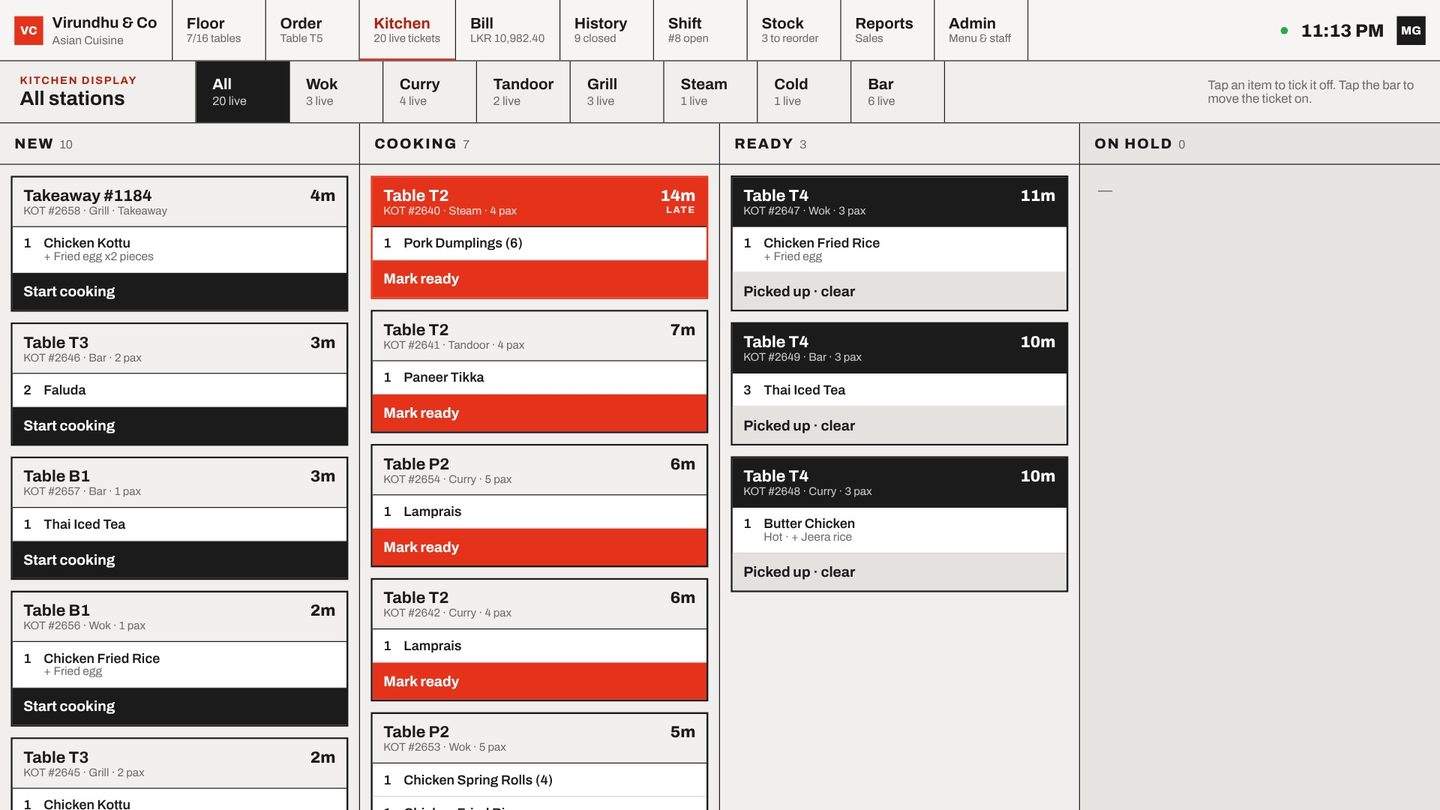 VC
Virundhu & Co
Asian Cuisine
Floor
7/16 tables
Order
Table T5
Kitchen
20 live tickets
Bill
LKR 10,982.40
History
9 closed
Shift
#8 open
Stock
3 to reorder
Reports
Sales
Admin
Menu & staff
11:13 PM
MG
KITCHEN DISPLAY
All stations
All
20 live
Wok
3 live
Curry
4 live
Tandoor
2 live
Grill
3 live
Steam
1 live
Cold
1 live
Bar
6 live
Tap an item to tick it off. Tap the bar to
move the ticket on.
NEW 10
Takeaway #1184 4m
KOT #2658 · Grill · Takeaway
1 Chicken Kottu
+ Fried egg x2 pieces
Start cooking
Table T3 3m
KOT #2646 · Bar · 2 pax
2 Faluda
Start cooking
Table B1 3m
KOT #2657 · Bar · 1 pax
1 Thai Iced Tea
Start cooking
Table B1 2m
KOT #2656 · Wok · 1 pax
1 Chicken Fried Rice
+ Fried egg
Start cooking
Table T3 2m
KOT #2645 · Grill · 2 pax
1 Chicken Kottu
COOKING 7
Table T2 14m
KOT #2640 · Steam · 4 pax LATE
1 Pork Dumplings (6)
Mark ready
Table T2 7m
KOT #2641 · Tandoor · 4 pax
1 Paneer Tikka
Mark ready
Table P2 6m
KOT #2654 · Curry · 5 pax
1 Lamprais
Mark ready
Table T2 6m
KOT #2642 · Curry · 4 pax
1 Lamprais
Mark ready
Table P2 5m
KOT #2653 · Wok · 5 pax
1 Chicken Spring Rolls (4)
READY 3
Table T4 11m
KOT #2647 · Wok · 3 pax
1 Chicken Fried Rice
+ Fried egg
Picked up · clear
Table T4 10m
KOT #2649 · Bar · 3 pax
3 Thai Iced Tea
Picked up · clear
Table T4 10m
KOT #2648 · Curry · 3 pax
1 Butter Chicken
Hot · + Jeera rice
Picked up · clear
ON HOLD 0
—